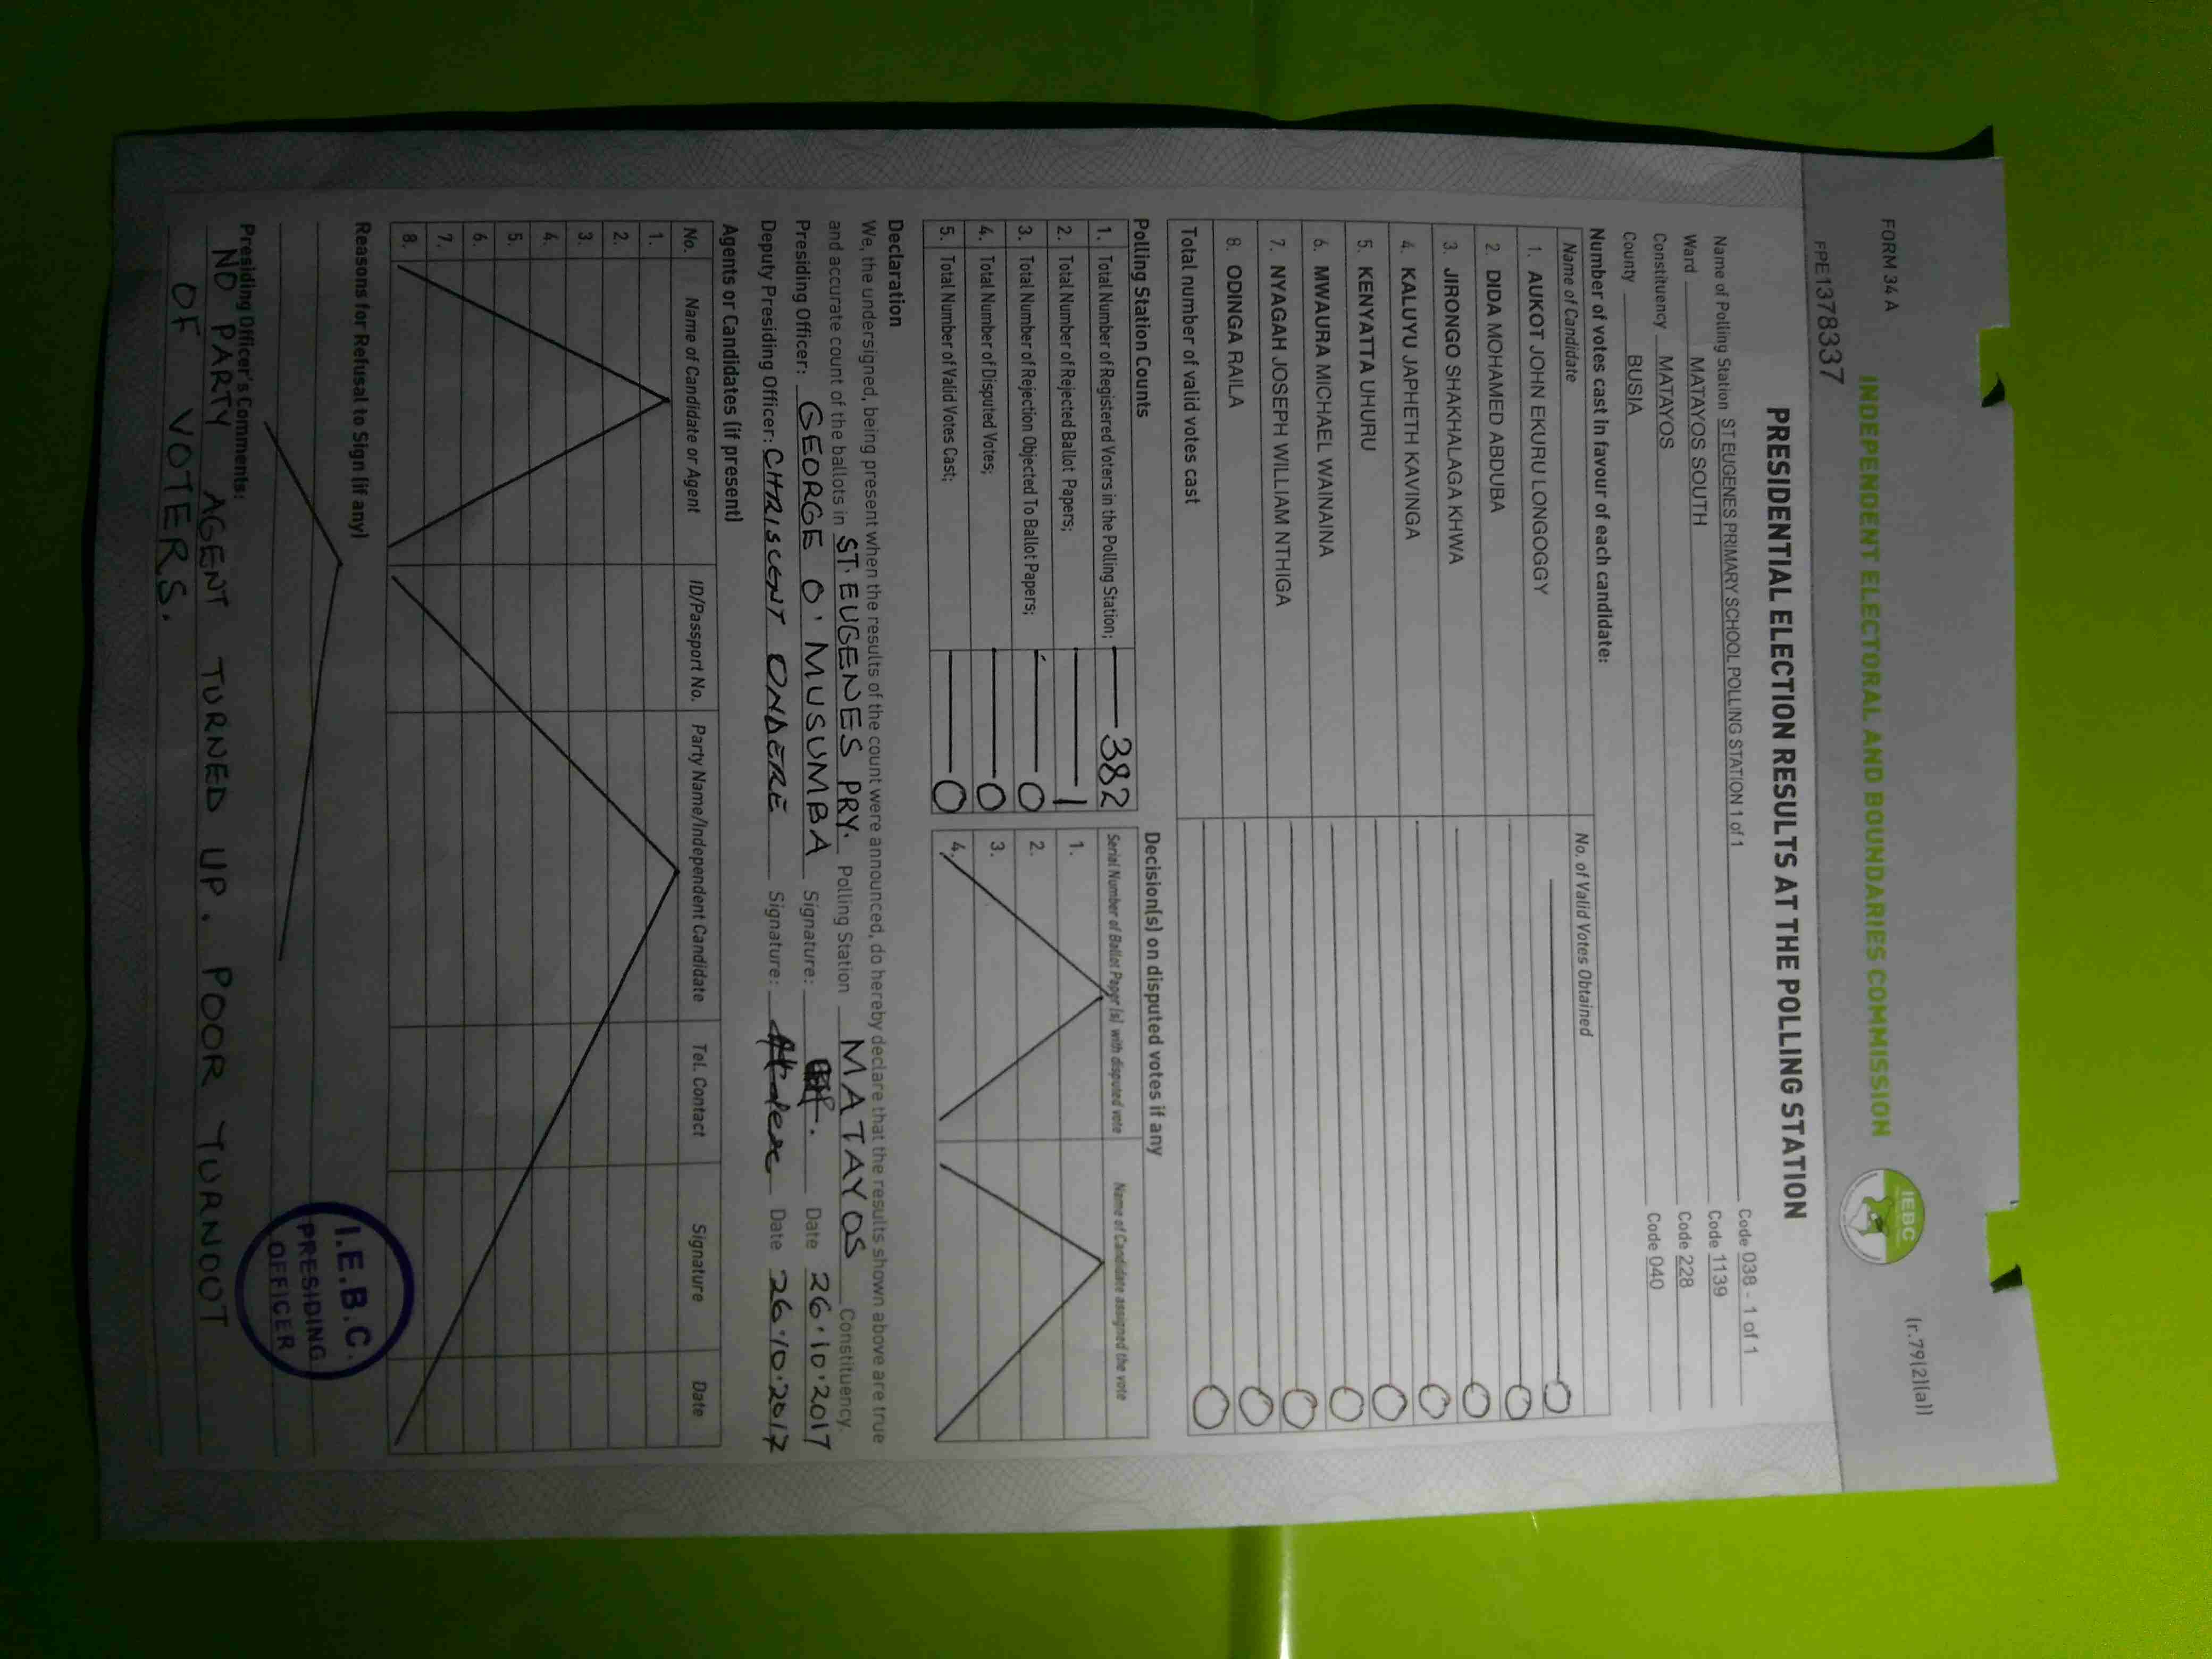 FORM 34 A
(r.79(2)(a))
INDEPENDENT ELECTORAL AND BOUNDARIES COMMISSION
IEBC
FPE1378337
PRESIDENTIAL ELECTION RESULTS AT THE POLLING STATION
Name of Polling Station ST EUGENES PRIMARY SCHOOL POLLING STATION 1 of 1 Code 038 - 1 of 1
Ward MATAYOS SOUTH Code 1139
Constituency MATAYOS Code 228
County BUSIA Code 040
Number of votes cast in favour of each candidate:
Name of Candidate No. of Valid Votes Obtained
1. AUKOT JOHN EKURU LONGOGGY 0
2. DIDA MOHAMED ABDUBA 0
3. JIRONGO SHAKHALAGA KHWA 0
4. KALUYU JAPHETH KAVINGA 0
5. KENYATTA UHURU 0
6. MWAURA MICHAEL WAINAINA 0
7. NYAGAH JOSEPH WILLIAM NTHIGA 0
8. ODINGA RAILA 0
Total number of valid votes cast 0
Polling Station Counts
1. Total Number of Registered Voters in the Polling Station; 382
2. Total Number of Rejected Ballot Papers; 1
3. Total Number of Rejection Objected To Ballot Papers; 0
4. Total Number of Disputed Votes; 0
5. Total Number of Valid Votes Cast; 0
Decision(s) on disputed votes if any
Serial Number of Ballot Paper (s) with disputed vote Name of Candidate assigned the vote
1.
2.
3.
4.
Declaration
We, the undersigned, being present when the results of the count were announced, do hereby declare that the results shown above are true
and accurate count of the ballots in ST. EUGENES PRY. Polling Station MATAYOS Constituency.
Presiding Officer: GEORGE O' MUSUMBA Signature: Date 26.10.2017
Deputy Presiding Officer: CHRISCENT ONDERE Signature: Date 26.10.2017
Agents or Candidates (if present)
No. Name of Candidate or Agent ID/Passport No. Party Name/Independent Candidate Tel. Contact Signature Date
1.
2.
3.
4.
5.
6.
7.
8.
Reasons for Refusal to Sign (if any)
Presiding Officer's Comments:
NO PARTY AGENT TURNED UP. POOR TURNOUT
OF VOTERS.
I.E.B.C.
PRESIDING
OFFICER